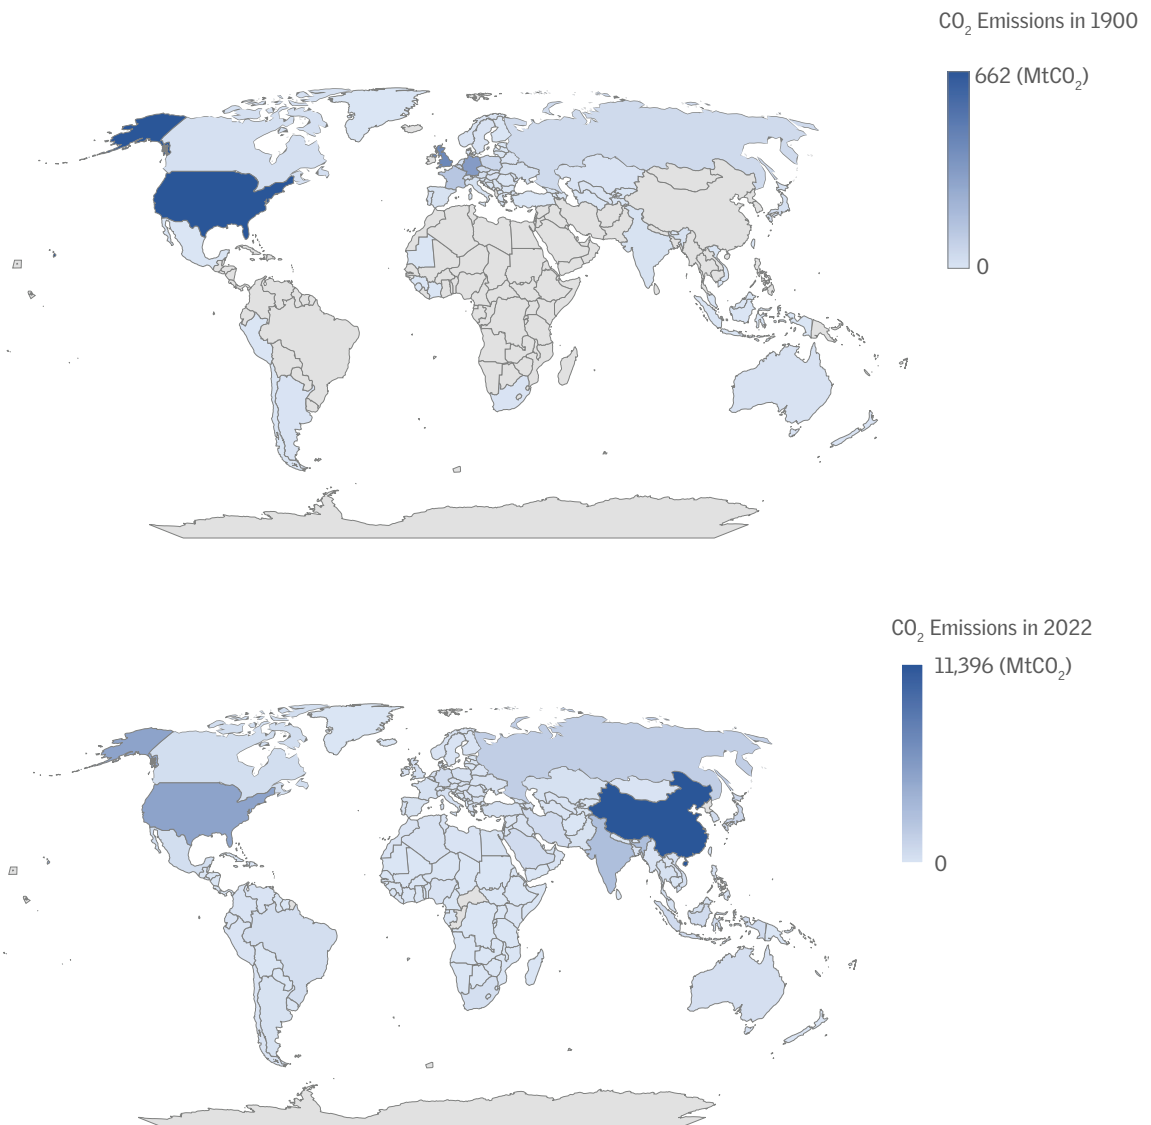 CO₂ Emissions in 1900
662 (MtCO₂)
0
CO₂ Emissions in 2022
11,396 (MtCO₂)
0